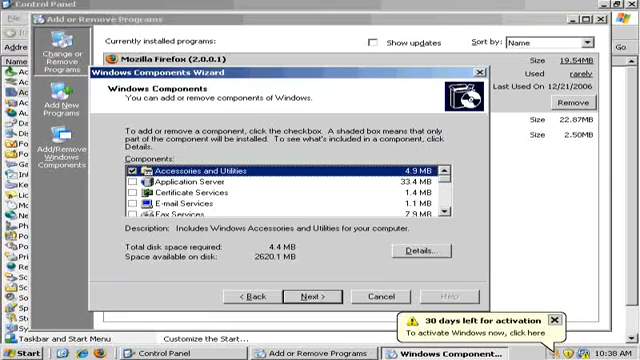 Control Panel
Add or Remove Programs
Currently installed programs:
Show updates
Sort by:
Name
Change or
Remove
Programs
Mozilla Firefox (2.0.0.1)
Size
19.54MB
Used
rarely
Last Used On
12/21/2006
Remove
Size
22.87MB
Size
2.50MB
Add New
Programs
Add/Remove
Windows
Components
Windows Components Wizard
Windows Components
You can add or remove components of Windows.
To add or remove a component, click the checkbox. A shaded box means that only
part of the component will be installed. To see what's included in a component, click
Details.
Components:
Accessories and Utilities
4.9 MB
Application Server
33.4 MB
Certificate Services
1.4 MB
E-mail Services
1.1 MB
Fax Services
7.9 MB
Description: Includes Windows Accessories and Utilities for your computer.
Total disk space required:
4.4 MB
Space available on disk:
2620.1 MB
Details...
< Back
Next >
Cancel
Help
30 days left for activation
To activate Windows now, click here
Taskbar and Start Menu
Customize the Start...
Start
Control Panel
Add or Remove Programs
Windows Component...
10:38 AM